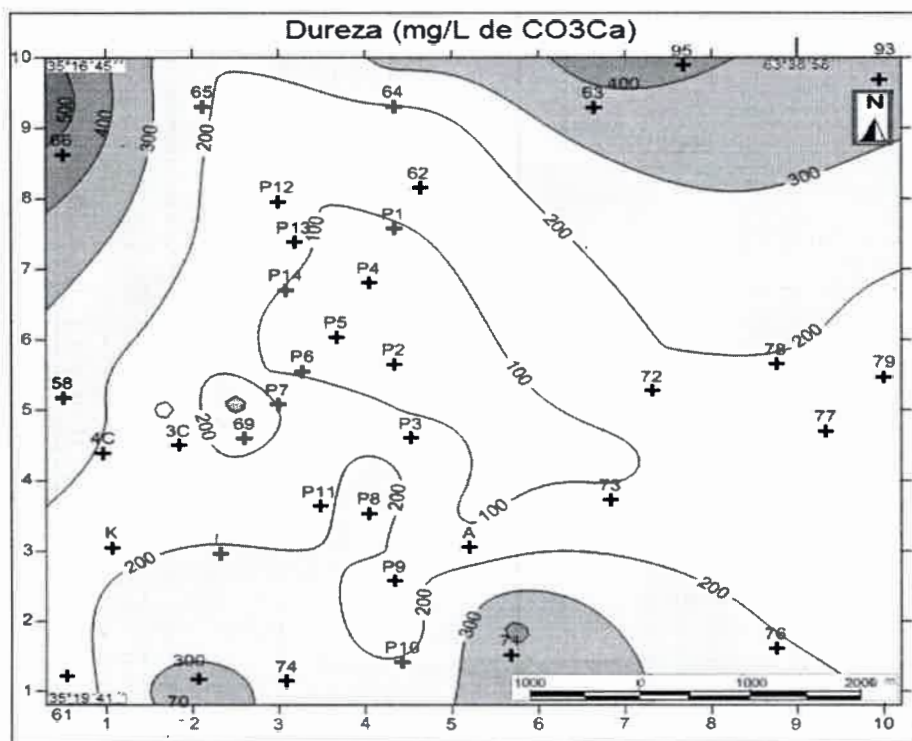 Dureza (mg/L de CO3Ca)
10 35°16'45'' 95 93
400 63°38'58''
65 64 63 N
9 500 400 300 200
68
62 300
8 P12 P1
P13 100 200
7 P14 P4
P5 200
6 P6 P2 100 78
58 72 79
5 P7 77
200 69 3C P3
4C
4 P11 P8 200 73
100
K A
3 200
P9 200 200
2 300 76
P10 71
300 74
1 1000 0 1000 2000 m
35°19'41'' 70
61 1 2 3 4 5 6 7 8 9 10